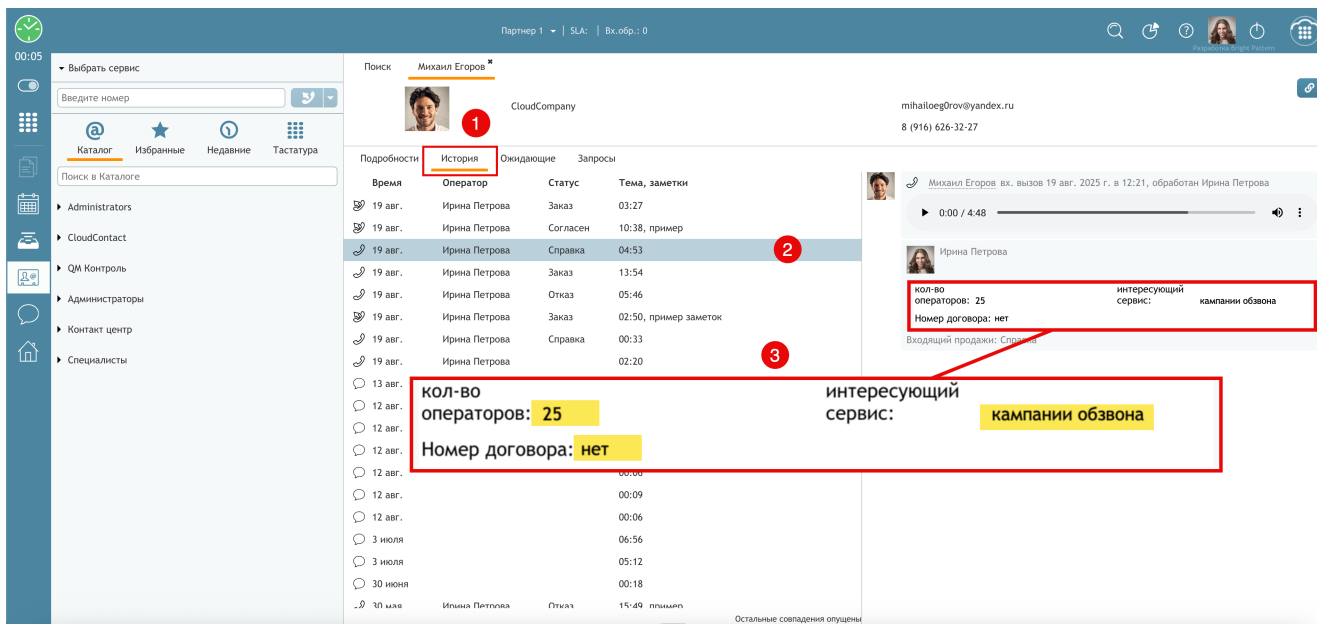 Партнер 1 | SLA: | Вх.обр.: 0
Разработка Bright Pattern
00:05
Выбрать сервис
Введите номер
Каталог Избранные Недавние Тастатура
Поиск в Каталоге
Administrators
CloudContact
QM Контроль
Администраторы
Контакт центр
Специалисты
Поиск Михаил Егоров
CloudCompany
mihailoeg0rov@yandex.ru
8 (916) 626-32-27
1
Подробности История Ожидающие Запросы
Время Оператор Статус Тема, заметки
19 авг. Ирина Петрова Заказ 03:27
19 авг. Ирина Петрова Согласен 10:38, пример
19 авг. Ирина Петрова Справка 04:53
2
19 авг. Ирина Петрова Заказ 13:54
19 авг. Ирина Петрова Отказ 05:46
19 авг. Ирина Петрова Заказ 02:50, пример заметок
19 авг. Ирина Петрова Справка 00:33
19 авг. Ирина Петрова 02:20
3
13 авг.
12 авг.
12 авг.
12 авг.
12 авг. 00:06
12 авг. 00:09
12 авг. 00:06
3 июля 06:56
3 июля 05:12
30 июня 00:18
30 мая Ирина Петрова Отказ 15:49, пример
Остальные совпадения опущены
Михаил Егоров вх. вызов 19 авг. 2025 г. в 12:21, обработан Ирина Петрова
0:00 / 4:48
Ирина Петрова
кол-во интересующий
операторов: 25 сервис: кампании обзвона
Номер договора: нет
Входящий продажи: Справка
кол-во интересующий
операторов: 25 сервис: кампании обзвона
Номер договора: нет